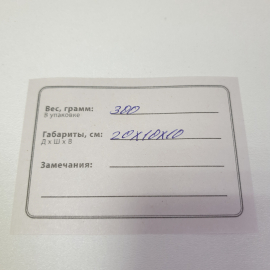 Вес, грамм: 300
В упаковке
Габариты, см: 20х10х10
Д х Ш х В
Замечания: